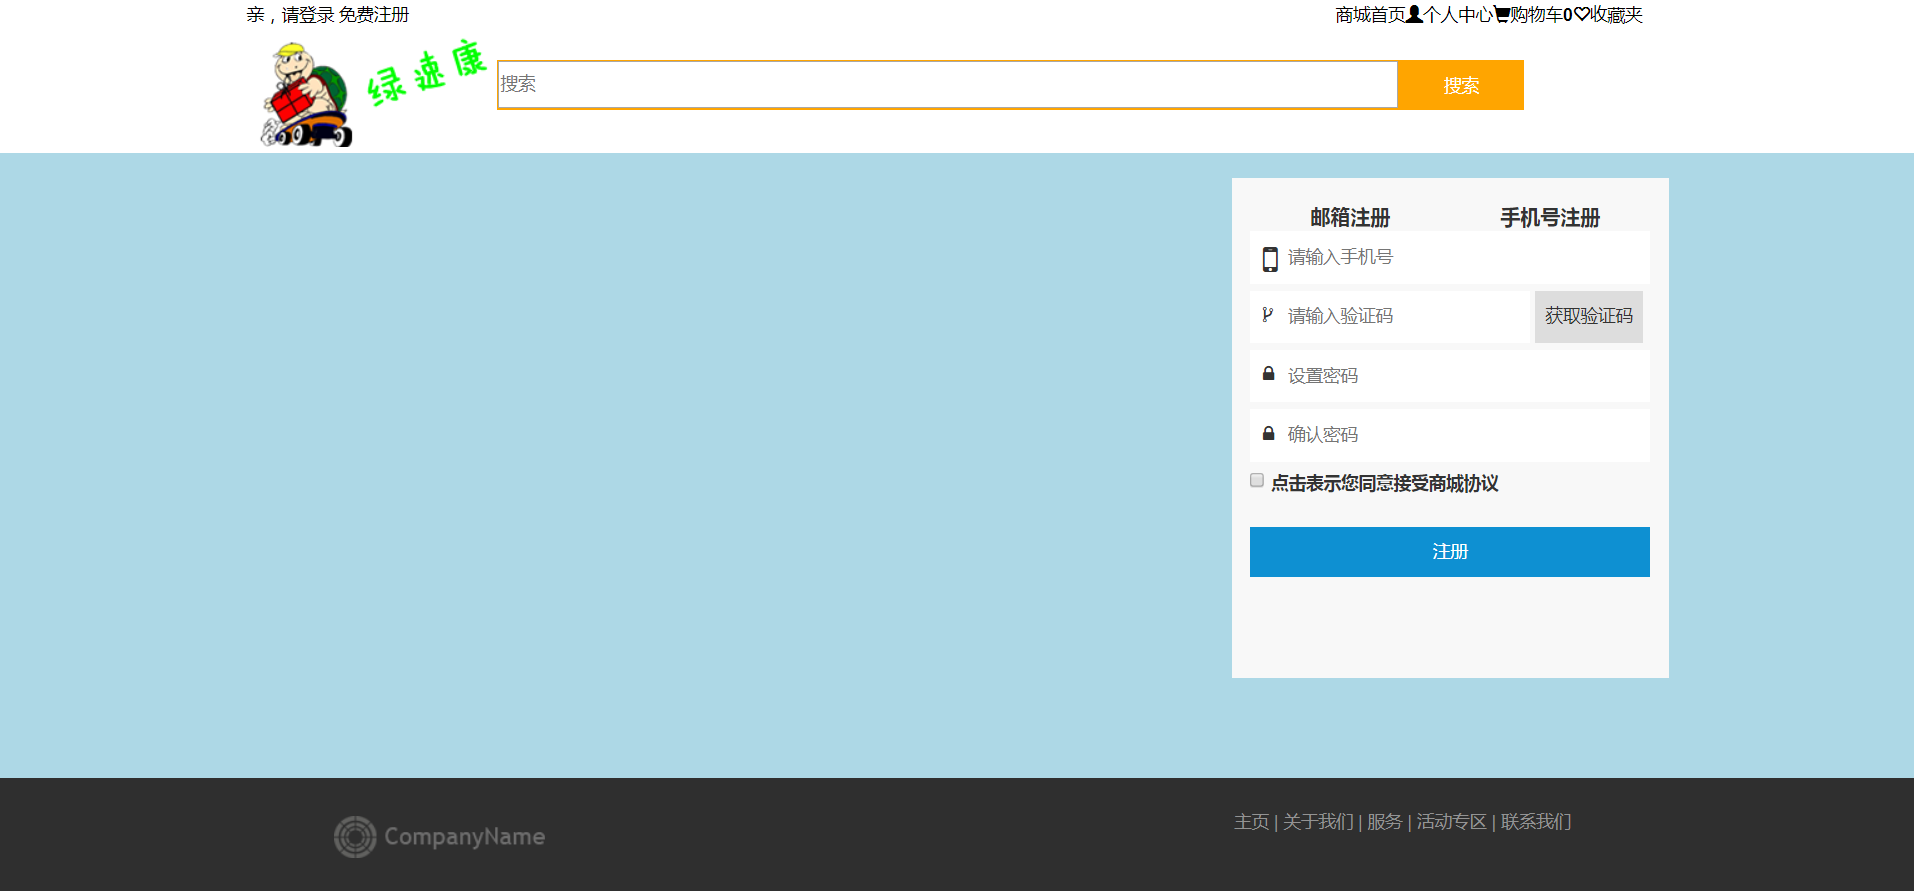 亲，请登录 免费注册
商城首页个人中心购物车0收藏夹
绿速康
搜索
搜索
邮箱注册 手机号注册
请输入手机号
请输入验证码 获取验证码
设置密码
确认密码
点击表示您同意接受商城协议
注册
CompanyName
主页 | 关于我们 | 服务 | 活动专区 | 联系我们